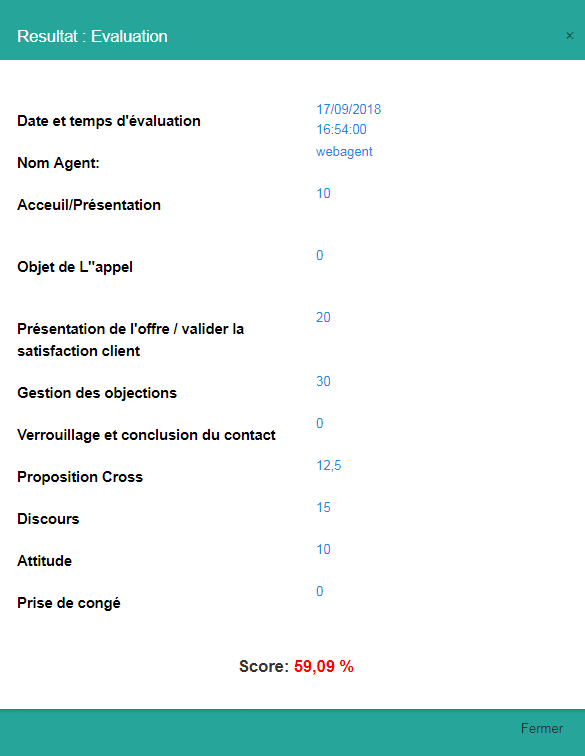 Resultat : Evaluation ×
Date et temps d'évaluation 17/09/2018
16:54:00
Nom Agent: webagent
Acceuil/Présentation 10
Objet de L''appel 0
Présentation de l'offre / valider la 20
satisfaction client
Gestion des objections 30
Verrouillage et conclusion du contact 0
Proposition Cross 12,5
Discours 15
Attitude 10
Prise de congé 0
Score: 59,09 %
Fermer